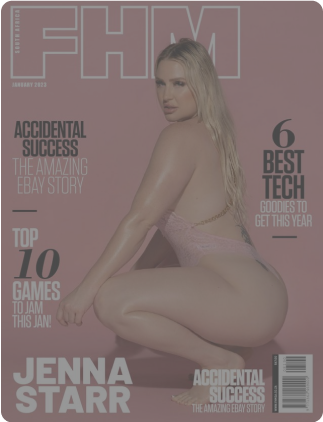 SOUTH AFRICA
FHM
JANUARY 2023
ACCIDENTAL
SUCCESS
THE AMAZING
EBAY STORY
6
BEST
TECH
GOODIES TO
GET THIS YEAR
TOP
10
GAMES
TO JAM
THIS JAN!
JENNA
STARR
ACCIDENTAL
SUCCESS
THE AMAZING EBAY STORY